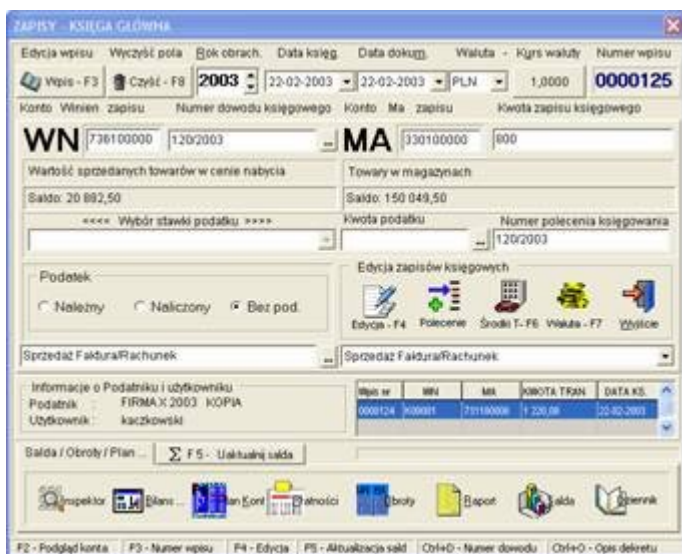 ZAPISY - KSIĘGA GŁÓWNA
Edycja wpisu Wyczyść pola Rok obrach. Data księg. Data dokum. Waluta - Kurs waluty Numer wpisu
Wpis - F3 Czyść - F8 2003 22-02-2003 22-02-2003 PLN 1,0000 0000125
Konto Winien zapisu Numer dowodu księgowego Konto Ma zapisu Kwota zapisu księgowego
WN 736100000 120/2003 ... MA 330100000 800
Wartość sprzedanych towarów w cenie nabycia Towary w magazynach
Saldo: 20 892,50 Saldo: 150 049,50
<<<< Wybór stawki podatku >>>> Kwota podatku Numer polecenia księgowania
... 120/2003
Podatek Edycja zapisów księgowych
Należny Naliczony Bez pod.
Edycja - F4 Polecenie Środki T- F6 Waluta - F7 Wyjście
Sprzedaż Faktura/Rachunek ... Sprzedaż Faktura/Rachunek
Informacje o Podatniku i użytkowniku
Podatnik : FIRMA X 2003 KOPIA
Użytkownik : kaczkowski
Wpis nr WN MA KWOTA TRAN DATA KS.
0000124 K00001 731100000 1 220,00 22-02-2003
Salda / Obroty / Plan ... Σ F5 - Uaktualnij salda
Inspektor Bilans ... Plan Kont Płatności Obroty Raport Salda Dziennik
F2 - Podgląd konta F3 - Numer wpisu F4 - Edycja F5 - Aktualizacja sald Ctrl+D - Numer dowodu Ctrl+O - Opis dekretu